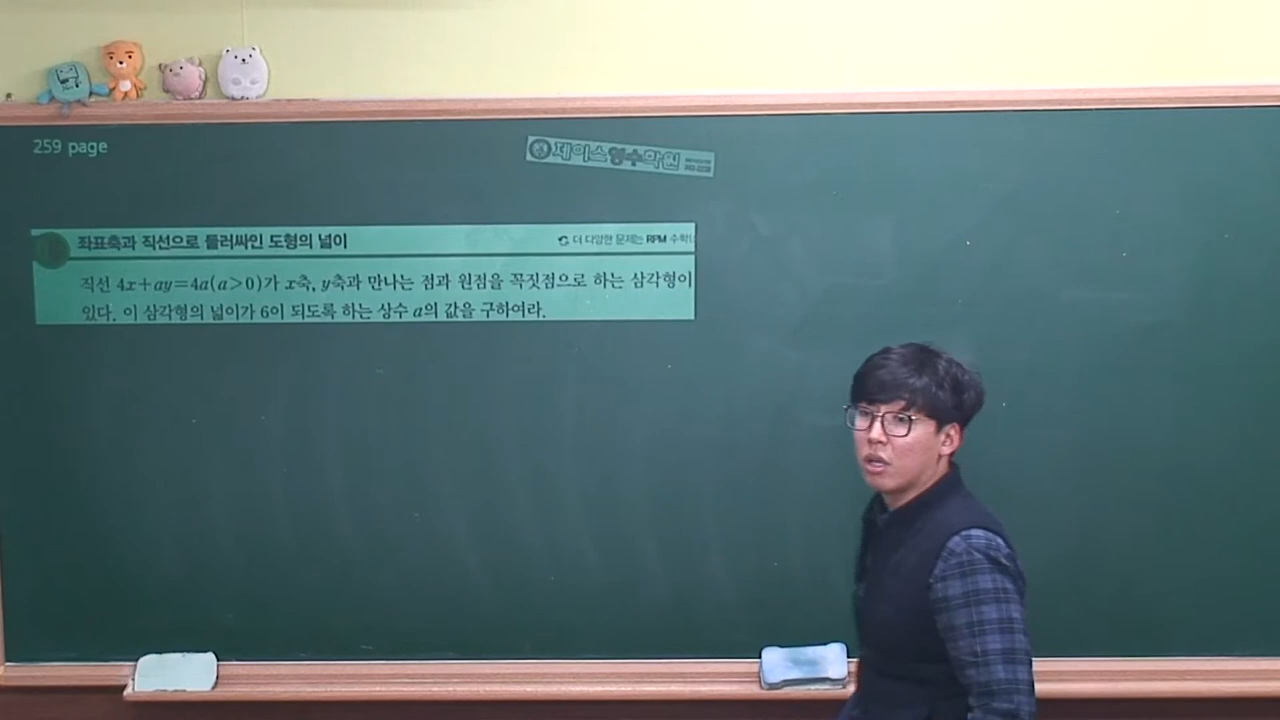 259 page
제이스영수학원
좌표축과 직선으로 둘러싸인 도형의 넓이
더 다양한 문제는 RPM 수학
직선 4x+ay=4a(a>0)가 x축, y축과 만나는 점과 원점을 꼭짓점으로 하는 삼각형이
있다. 이 삼각형의 넓이가 6이 되도록 하는 상수 a의 값을 구하여라.